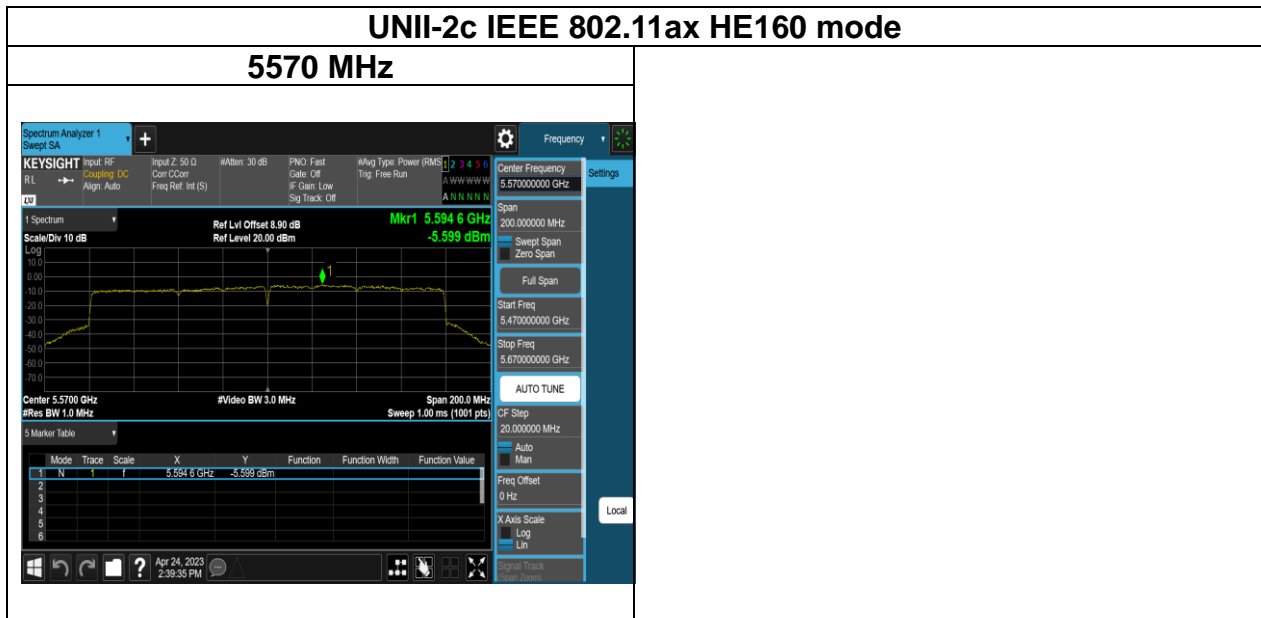 UNII-2c IEEE 802.11ax HE160 mode
5570 MHz
Spectrum Analyzer 1
Swept SA
+
Frequency
KEYSIGHT
RL
LXI
Input: RF
Coupling: DC
Align: Auto
Input Z: 50 Ω
Corr CCorr
Freq Ref: Int (S)
#Atten: 30 dB
PNO: Fast
Gate: Off
IF Gain: Low
Sig Track: Off
#Avg Type: Power (RMS
Trig: Free Run
1 2 3 4 5 6
A W W W W W
A N N N N N
1 Spectrum
Scale/Div 10 dB
Ref Lvl Offset 8.90 dB
Ref Level 20.00 dBm
Mkr1 5.594 6 GHz
-5.599 dBm
Log
10.0
0.00
-10.0
-20.0
-30.0
-40.0
-50.0
-60.0
-70.0
1
Center 5.5700 GHz
#Res BW 1.0 MHz
#Video BW 3.0 MHz
Span 200.0 MHz
Sweep 1.00 ms (1001 pts)
5 Marker Table
Mode Trace Scale X Y Function Function Width Function Value
1 N 1 f 5.594 6 GHz -5.599 dBm
2
3
4
5
6
Center Frequency
5.570000000 GHz
Span
200.000000 MHz
Swept Span
Zero Span
Full Span
Start Freq
5.470000000 GHz
Stop Freq
5.670000000 GHz
AUTO TUNE
CF Step
20.000000 MHz
Auto
Man
Freq Offset
0 Hz
X Axis Scale
Log
Lin
Signal Track
(Span Zoom)
Settings
Local
?
Apr 24, 2023
2:39:35 PM